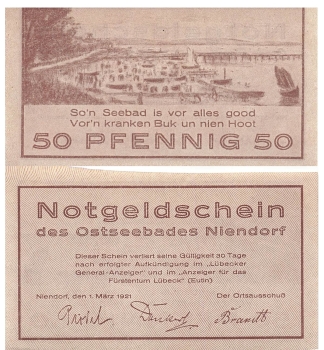 So'n Seebad is vor alles good
Vor'n kranken Buk un nien Hoot
50 PFENNIG 50
Notgeldschein
des Ostseebades Niendorf
Dieser Schein verliert seine Gültigkeit 30 Tage
nach erfolgter Aufkündigung im „Lübecker
General-Anzeiger" und im „Anzeiger für das
Fürstentum Lübeck" (Eutin)
Niendorf, den 1. März 1921 Der Ortsausschuß